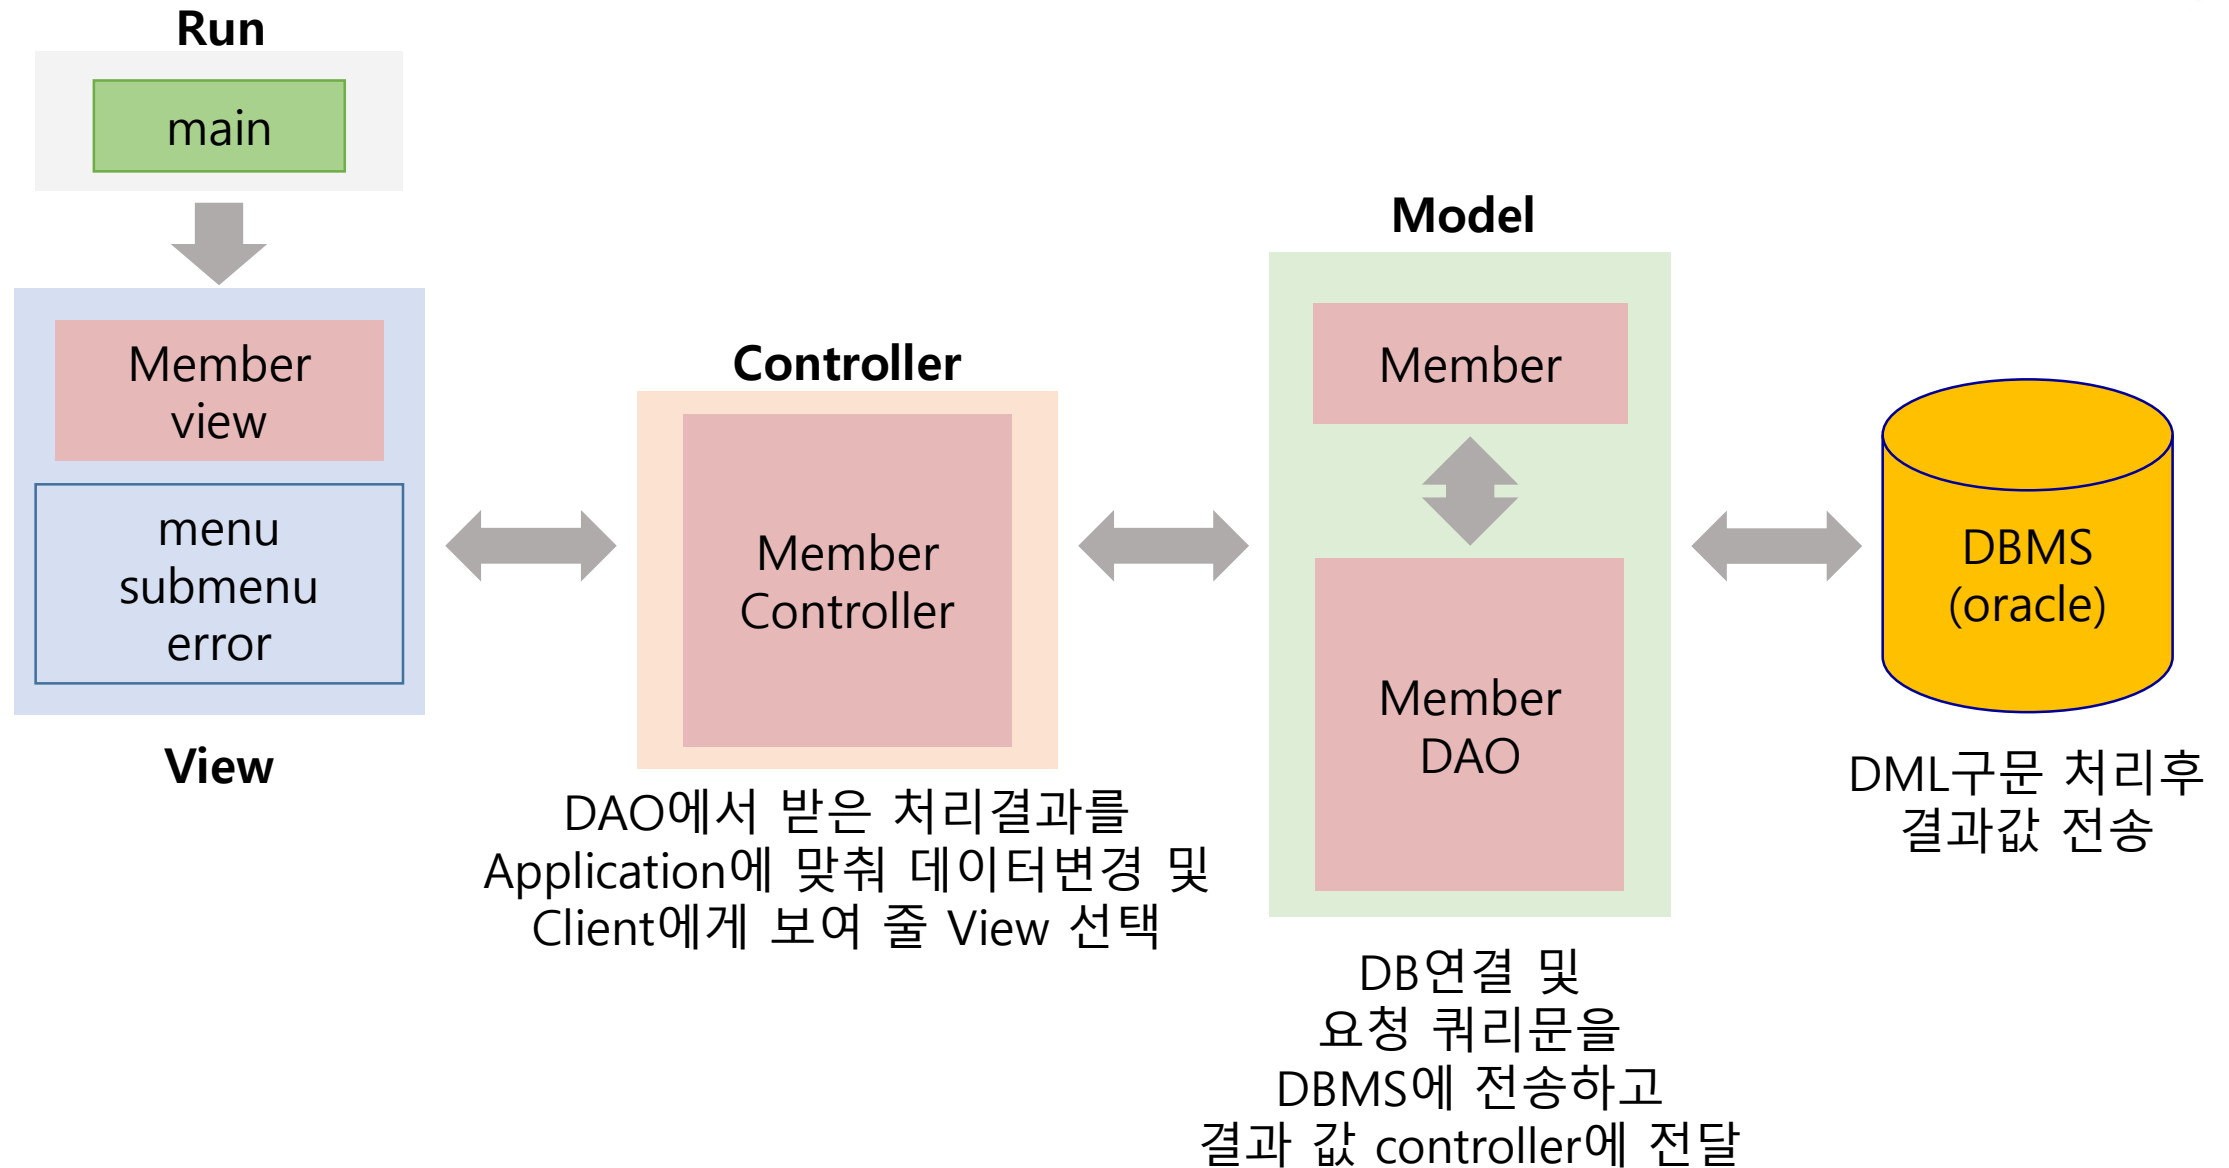 Run
main
Member
view
menu
submenu
error
View
Controller
Member
Controller
DAO에서 받은 처리결과를
Application에 맞춰 데이터변경 및
Client에게 보여 줄 View 선택
Model
Member
Member
DAO
DB연결 및
요청 쿼리문을
DBMS에 전송하고
결과 값 controller에 전달
DBMS
(oracle)
DML구문 처리후
결과값 전송